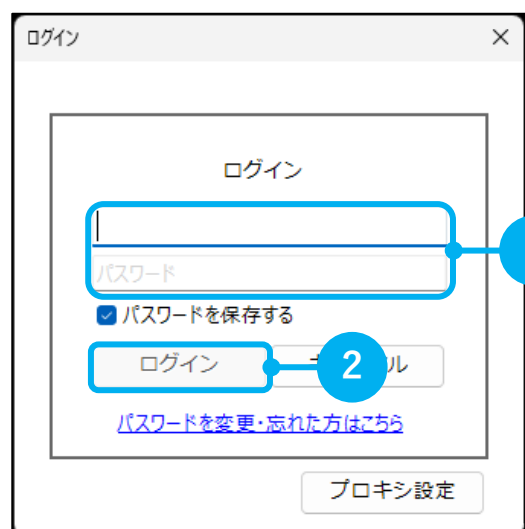 ログイン
ログイン
パスワード
パスワードを保存する
ログイン
2
ル
パスワードを変更・忘れた方はこちら
プロキシ設定